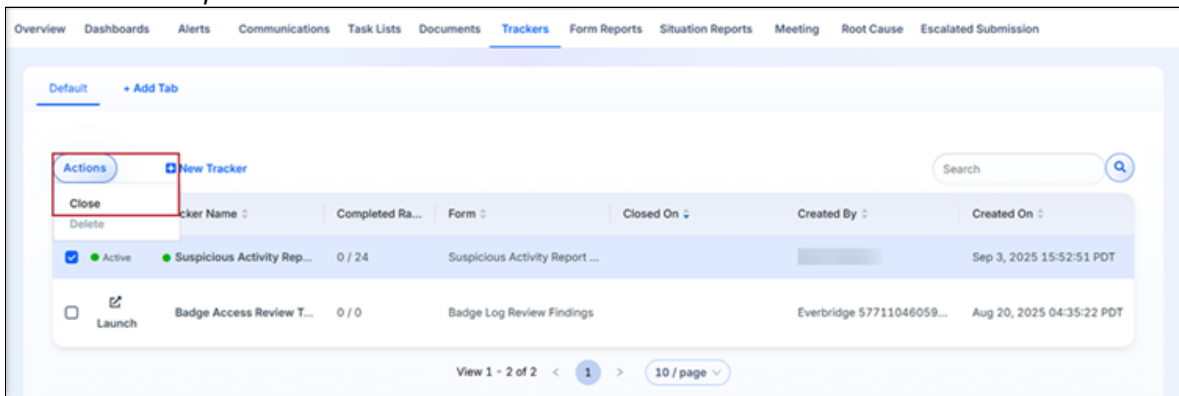 Overview Dashboards Alerts Communications Task Lists Documents Trackers Form Reports Situation Reports Meeting Root Cause Escalated Submission
Default + Add Tab
Actions New Tracker Search
Close
Delete
cker Name Completed Ra... Form Closed On Created By Created On
Active Suspicious Activity Rep... 0 / 24 Suspicious Activity Report ... Sep 3, 2025 15:52:51 PDT
Launch Badge Access Review T... 0 / 0 Badge Log Review Findings Everbridge 57711046059... Aug 20, 2025 04:35:22 PDT
View 1 - 2 of 2 < 1 > 10 / page